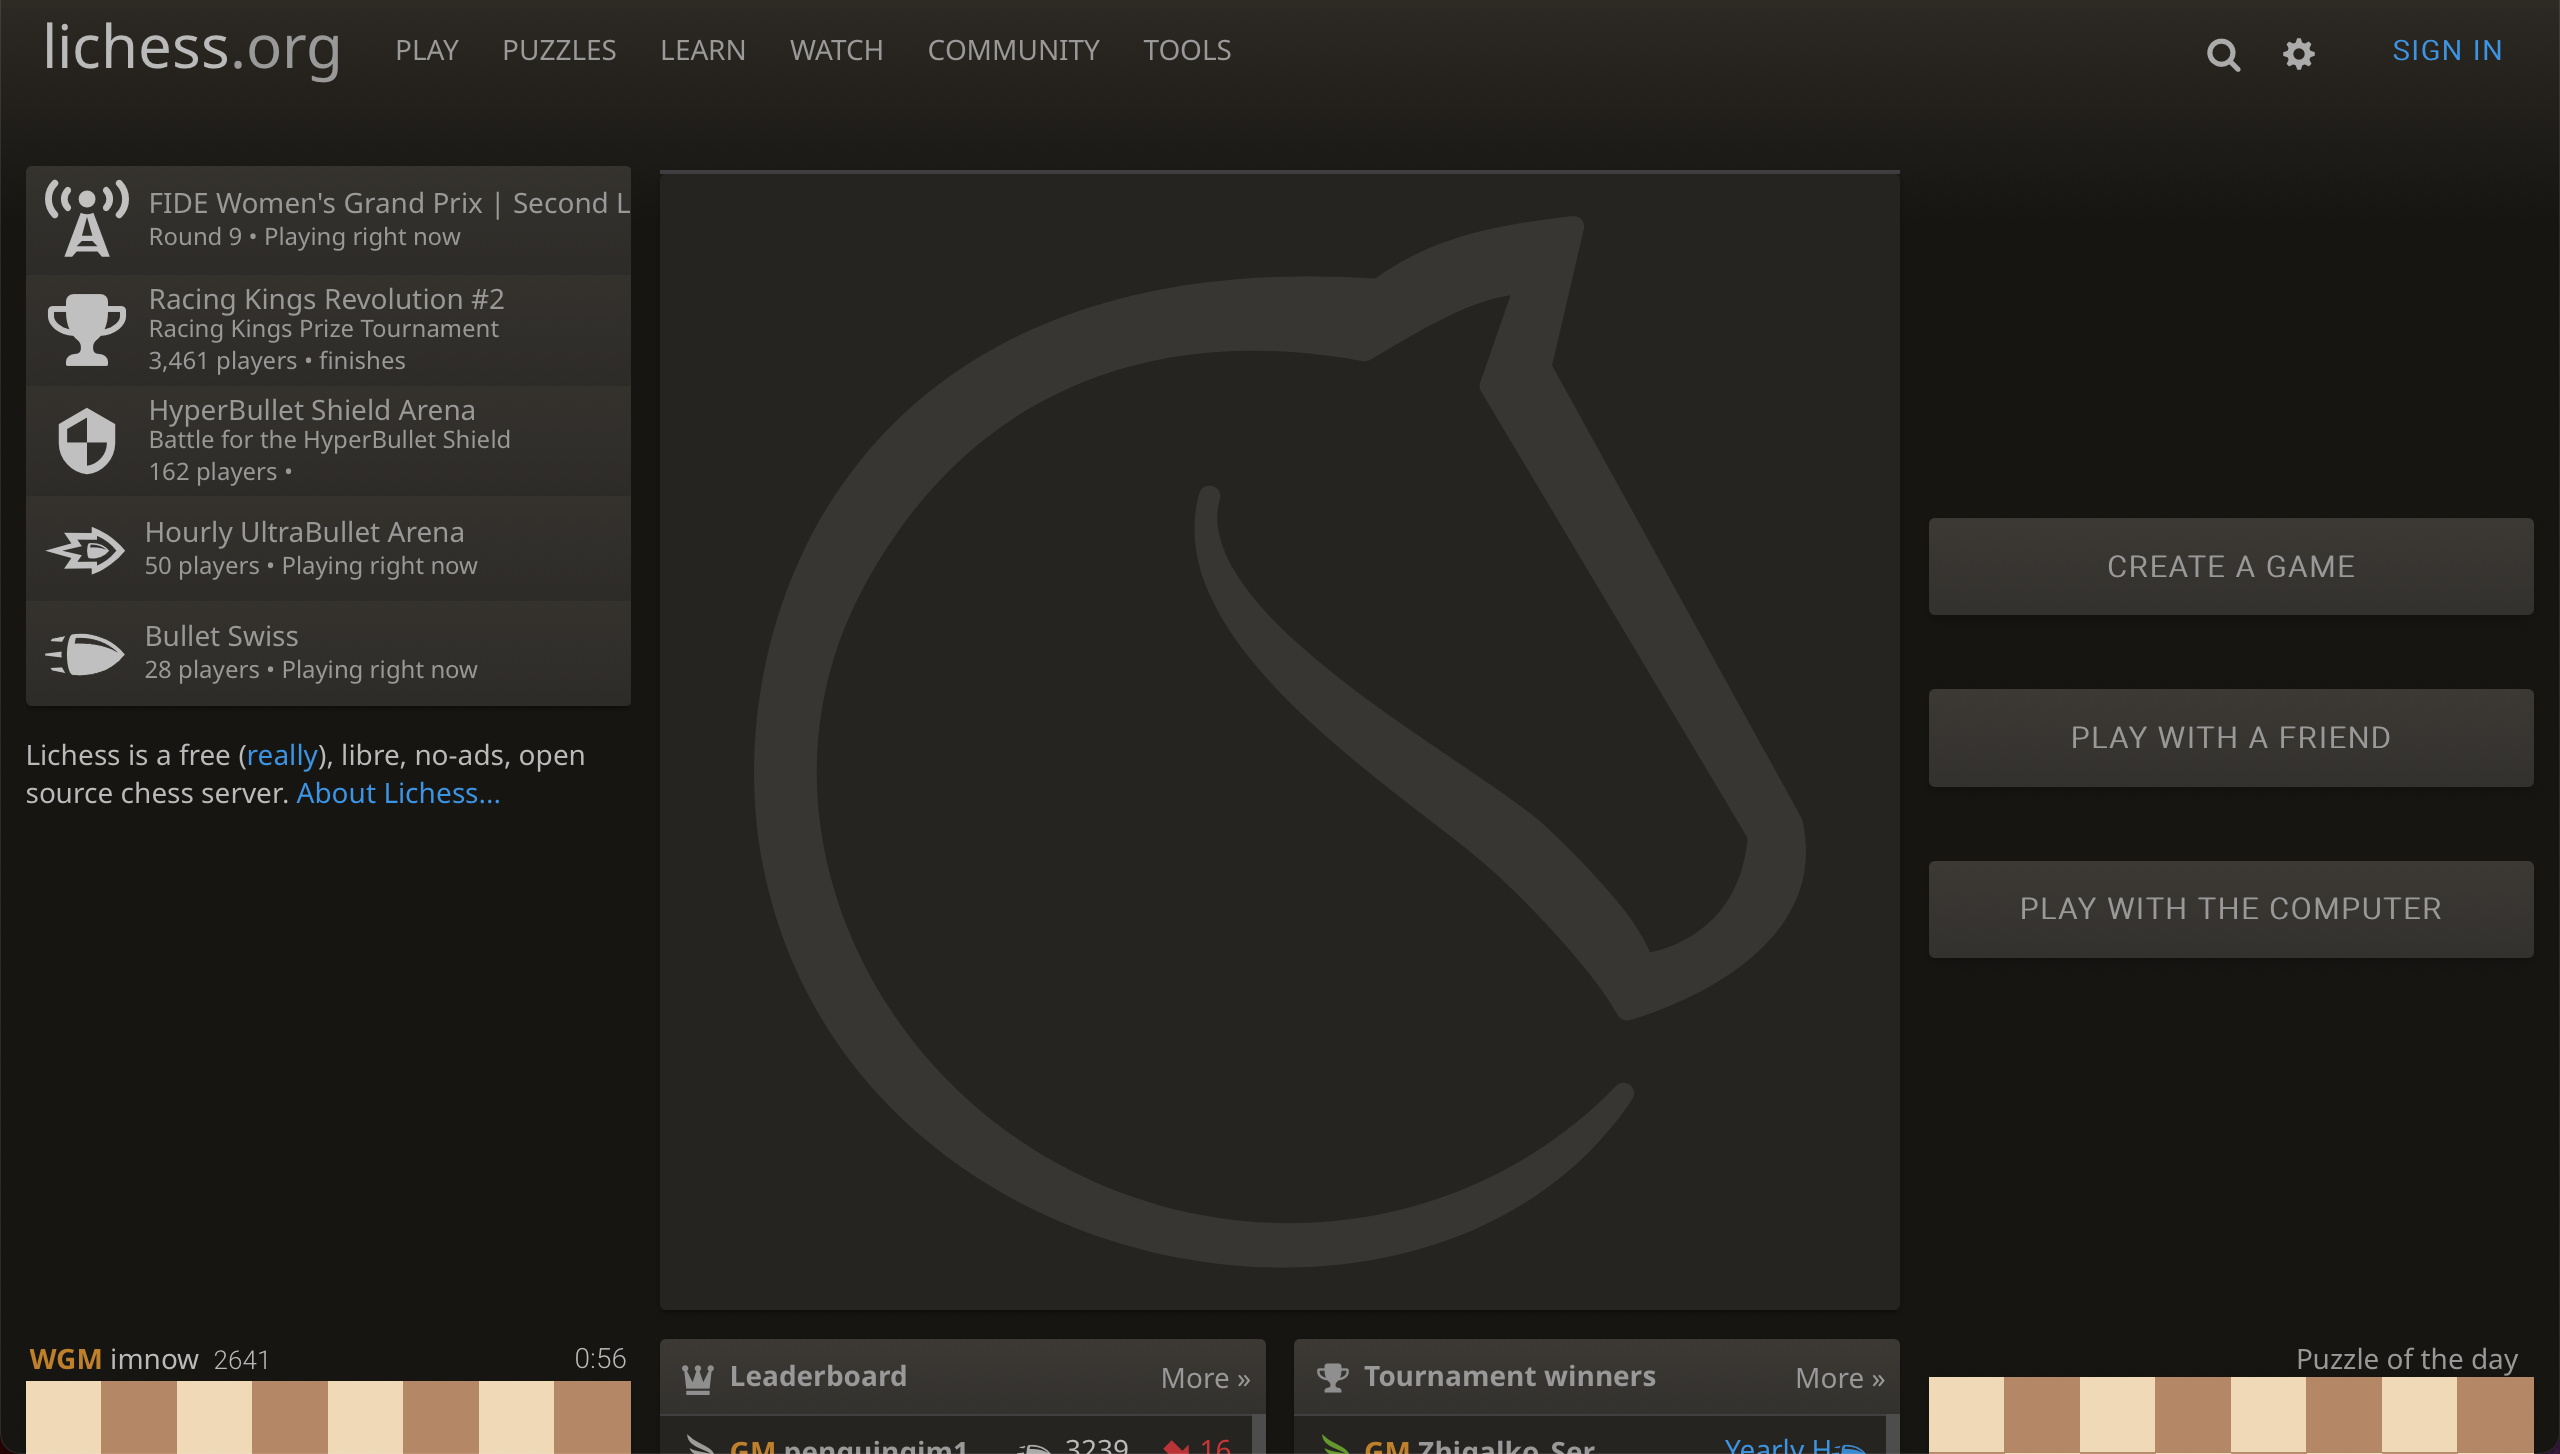 lichess.org
PLAY
PUZZLES
LEARN
WATCH
COMMUNITY
TOOLS
SIGN IN
FIDE Women's Grand Prix | Second L
Round 9 • Playing right now
Racing Kings Revolution #2
Racing Kings Prize Tournament
3,461 players • finishes
HyperBullet Shield Arena
Battle for the HyperBullet Shield
162 players •
Hourly UltraBullet Arena
50 players • Playing right now
Bullet Swiss
28 players • Playing right now
Lichess is a free (really), libre, no-ads, open
source chess server. About Lichess...
CREATE A GAME
PLAY WITH A FRIEND
PLAY WITH THE COMPUTER
WGM imnow 2641
0:56
Leaderboard
More »
GM penguingim1 3239 16
Tournament winners
More »
GM Zhigalko_Ser Yearly H
Puzzle of the day